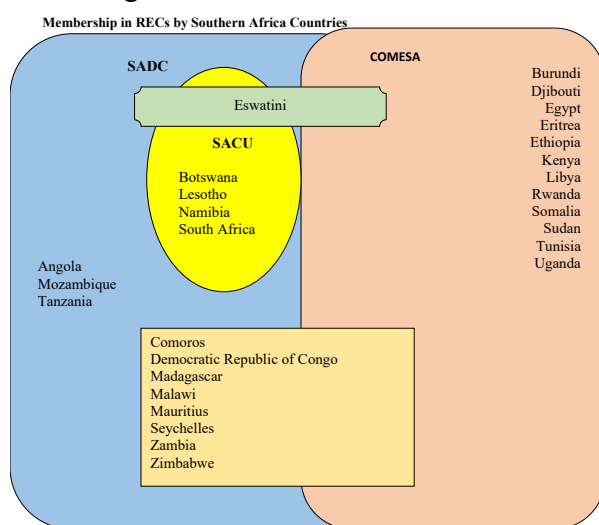 Membership in RECs by Southern Africa Countries
SADC
COMESA
Eswatini
SACU
Botswana
Lesotho
Namibia
South Africa
Burundi
Djibouti
Egypt
Eritrea
Ethiopia
Kenya
Libya
Rwanda
Somalia
Sudan
Tunisia
Uganda
Angola
Mozambique
Tanzania
Comoros
Democratic Republic of Congo
Madagascar
Malawi
Mauritius
Seychelles
Zambia
Zimbabwe